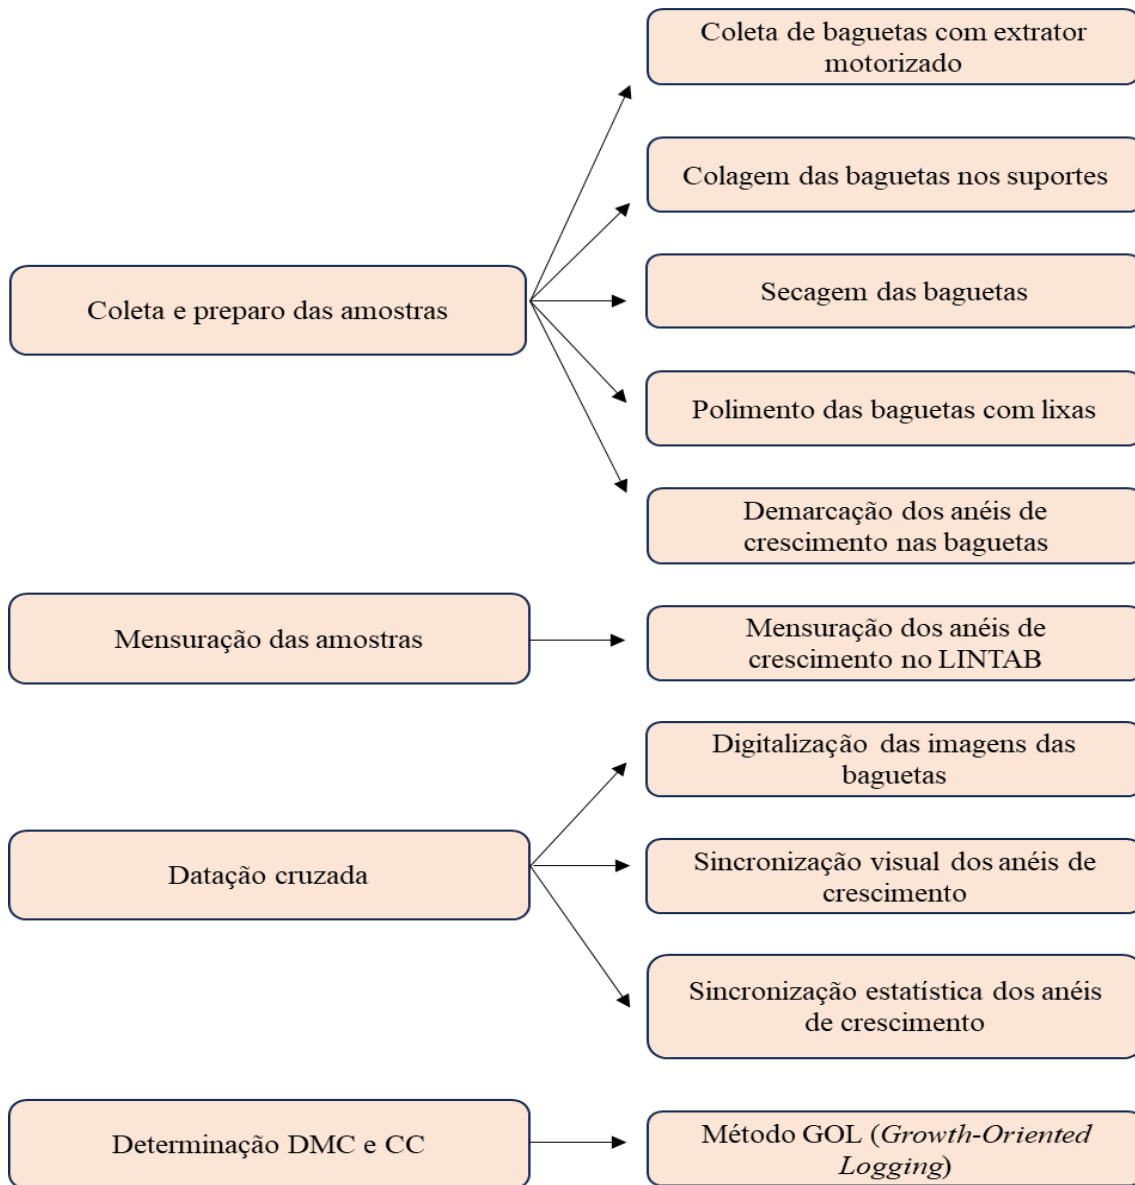 Coleta e preparo das amostras
Coleta de baguetas com extrator
motorizado
Colagem das baguetas nos suportes
Secagem das baguetas
Polimento das baguetas com lixas
Demarcação dos anéis de
crescimento nas baguetas
Mensuração das amostras
Mensuração dos anéis de
crescimento no LINTAB
Datação cruzada
Digitalização das imagens das
baguetas
Sincronização visual dos anéis de
crescimento
Sincronização estatística dos anéis
de crescimento
Determinação DMC e CC
Método GOL (Growth-Oriented
Logging)